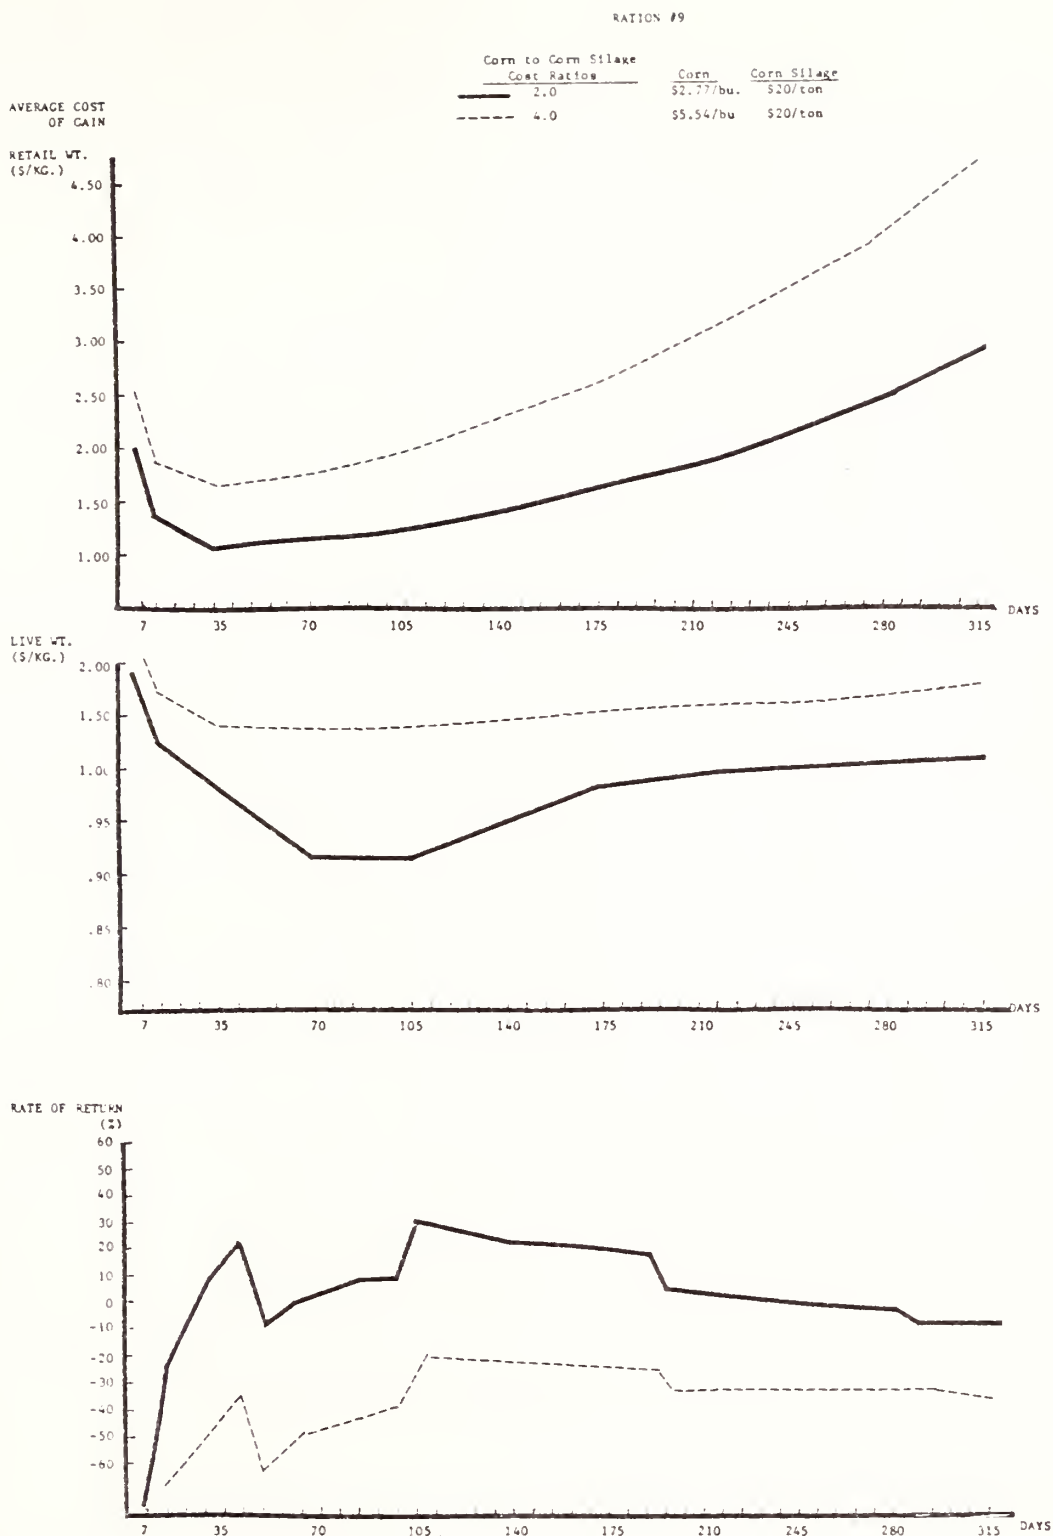 RATION #9
Corn to Corn Silage
Cost Ratios Corn Corn Silage
2.0 $2.77/bu. $20/ton
4.0 $5.54/bu $20/ton
AVERAGE COST
OF GAIN
RETAIL WT.
($/KG.)
4.50
4.00
3.50
3.00
2.50
2.00
1.50
1.00
7 35 70 105 140 175 210 245 280 315 DAYS
LIVE WT.
($/KG.)
2.00
1.50
1.00
.95
.90
.85
.80
7 35 70 105 140 175 210 245 280 315 DAYS
RATE OF RETURN
(%)
60
50
40
30
20
10
0
-10
-20
-30
-40
-50
-60
7 35 70 105 140 175 210 245 280 315 DAYS